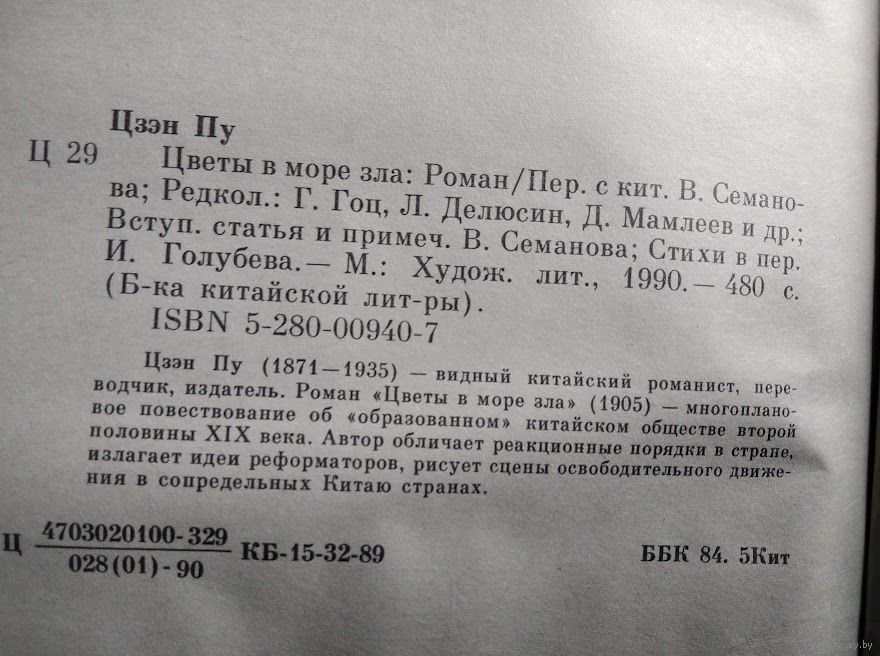 Цзэн Пу
Ц 29
Цветы в море зла: Роман/Пер. с кит. В. Семано-
ва; Редкол.: Г. Гоц, Л. Делюсин, Д. Мамлеев и др.;
Вступ. статья и примеч. В. Семанова; Стихи в пер.
И. Голубева.— М.: Худож. лит., 1990.— 480 с.
(Б-ка китайской лит-ры).
ISBN 5-280-00940-7
Цзэн Пу (1871—1935) — видный китайский романист, пере-
водчик, издатель. Роман «Цветы в море зла» (1905) — многоплано-
вое повествование об «образованном» китайском обществе второй
половины XIX века. Автор обличает реакционные порядки в стране,
излагает идеи реформаторов, рисует сцены освободительного движе-
ния в сопредельных Китаю странах.
Ц 4703020100-329 КБ-15-32-89 ББК 84. 5Кит
028(01)-90